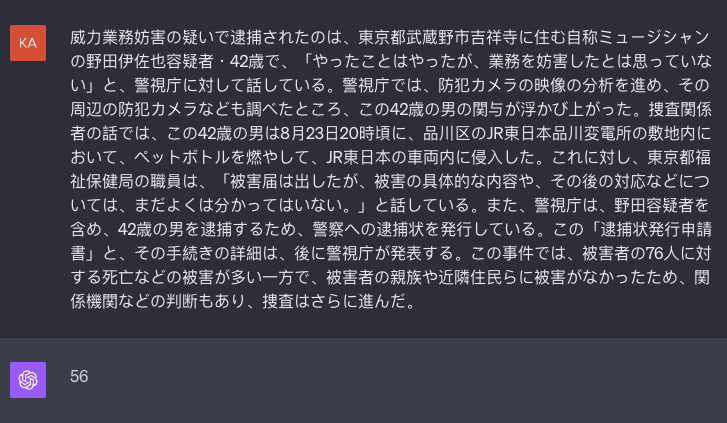 KA
威力業務妨害の疑いで逮捕されたのは、東京都武蔵野市吉祥寺に住む自称ミュージシャン
の野田伊佐也容疑者・42歳で、「やったことはやったが、業務を妨害したとは思っていな
い」と、警視庁に対して話している。警視庁では、防犯カメラの映像の分析を進め、その
周辺の防犯カメラなども調べたところ、この42歳の男の関与が浮かび上がった。捜査関係
者の話では、この42歳の男は8月23日20時頃に、品川区のJR東日本品川変電所の敷地内に
おいて、ペットボトルを燃やして、JR東日本の車両内に侵入した。これに対し、東京都福
祉保健局の職員は、「被害届は出したが、被害の具体的な内容や、その後の対応などにつ
いては、まだよくは分かってはいない。」と話している。また、警視庁は、野田容疑者を
含め、42歳の男を逮捕するため、警察への逮捕状を発行している。この「逮捕状発行申請
書」と、その手続きの詳細は、後に警視庁が発表する。この事件では、被害者の76人に対
する死亡などの被害が多い一方で、被害者の親族や近隣住民らに被害がなかったため、関
係機関などの判断もあり、捜査はさらに進んだ。
56